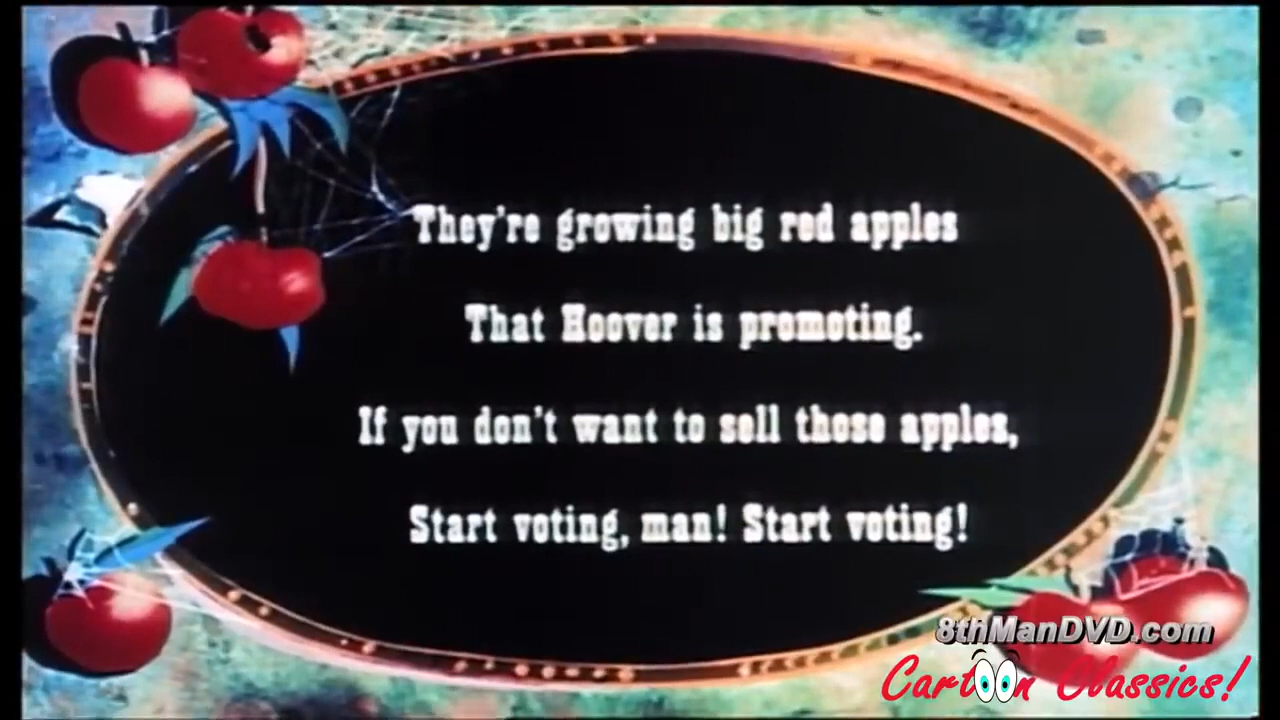 They're growing big red apples
That Hoover is promoting.
If you don't want to sell those apples,
Start voting, man! Start voting!
8thManDVD.com
Cartoon Classics!